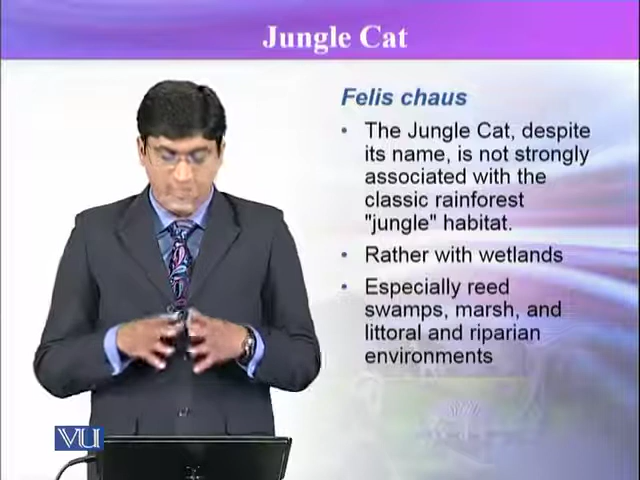 Jungle Cat
Felis chaus
• The Jungle Cat, despite
its name, is not strongly
associated with the
classic rainforest
"jungle" habitat.
• Rather with wetlands
• Especially reed
swamps, marsh, and
littoral and riparian
environments
VU